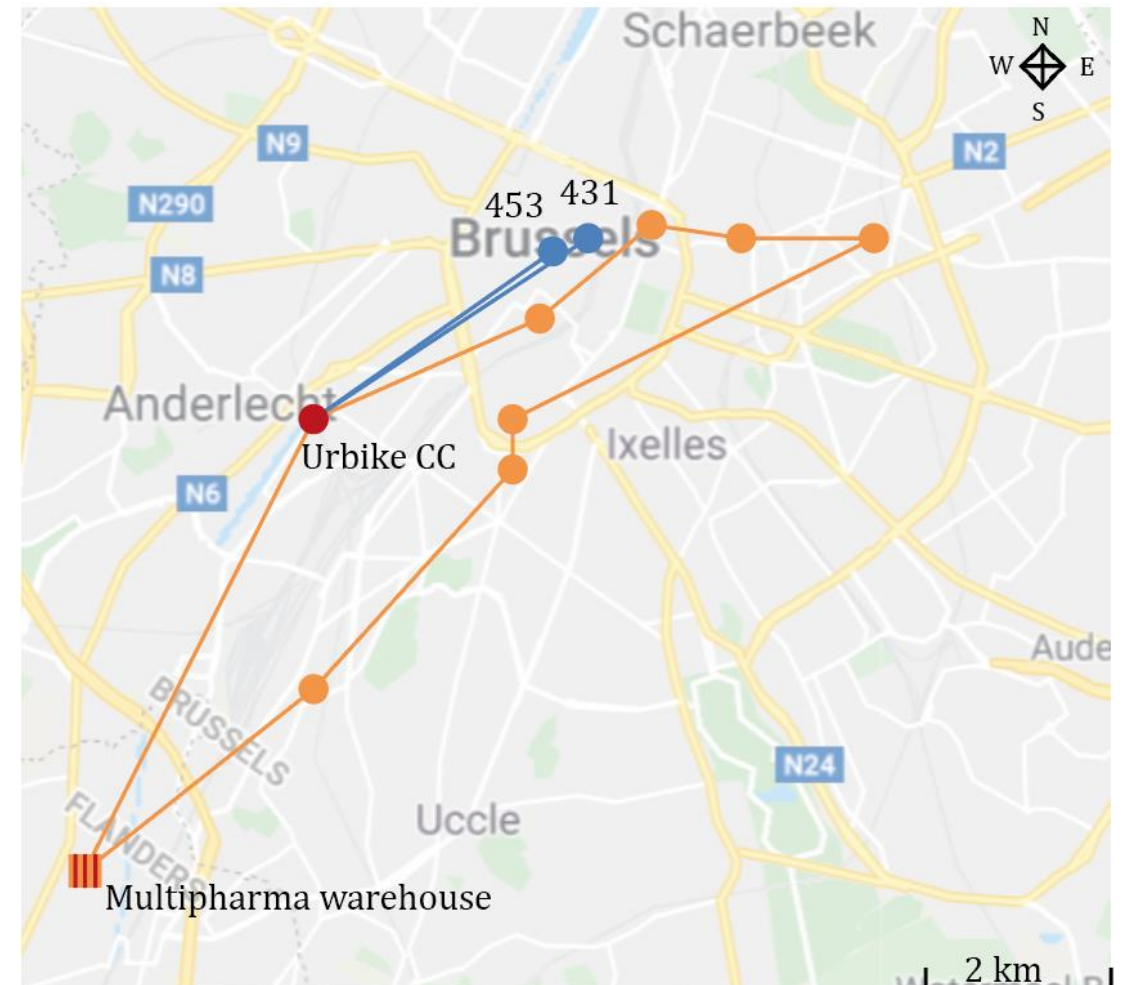 Schaerbeek
N
W E
S
N9
N2
N290
453 431
Brussels
N8
Anderlecht
Ixelles
Urbike CC
N6
Aude
BRUSSELS
N24
FLANDERS
Uccle
Multipharma warehouse
2 km